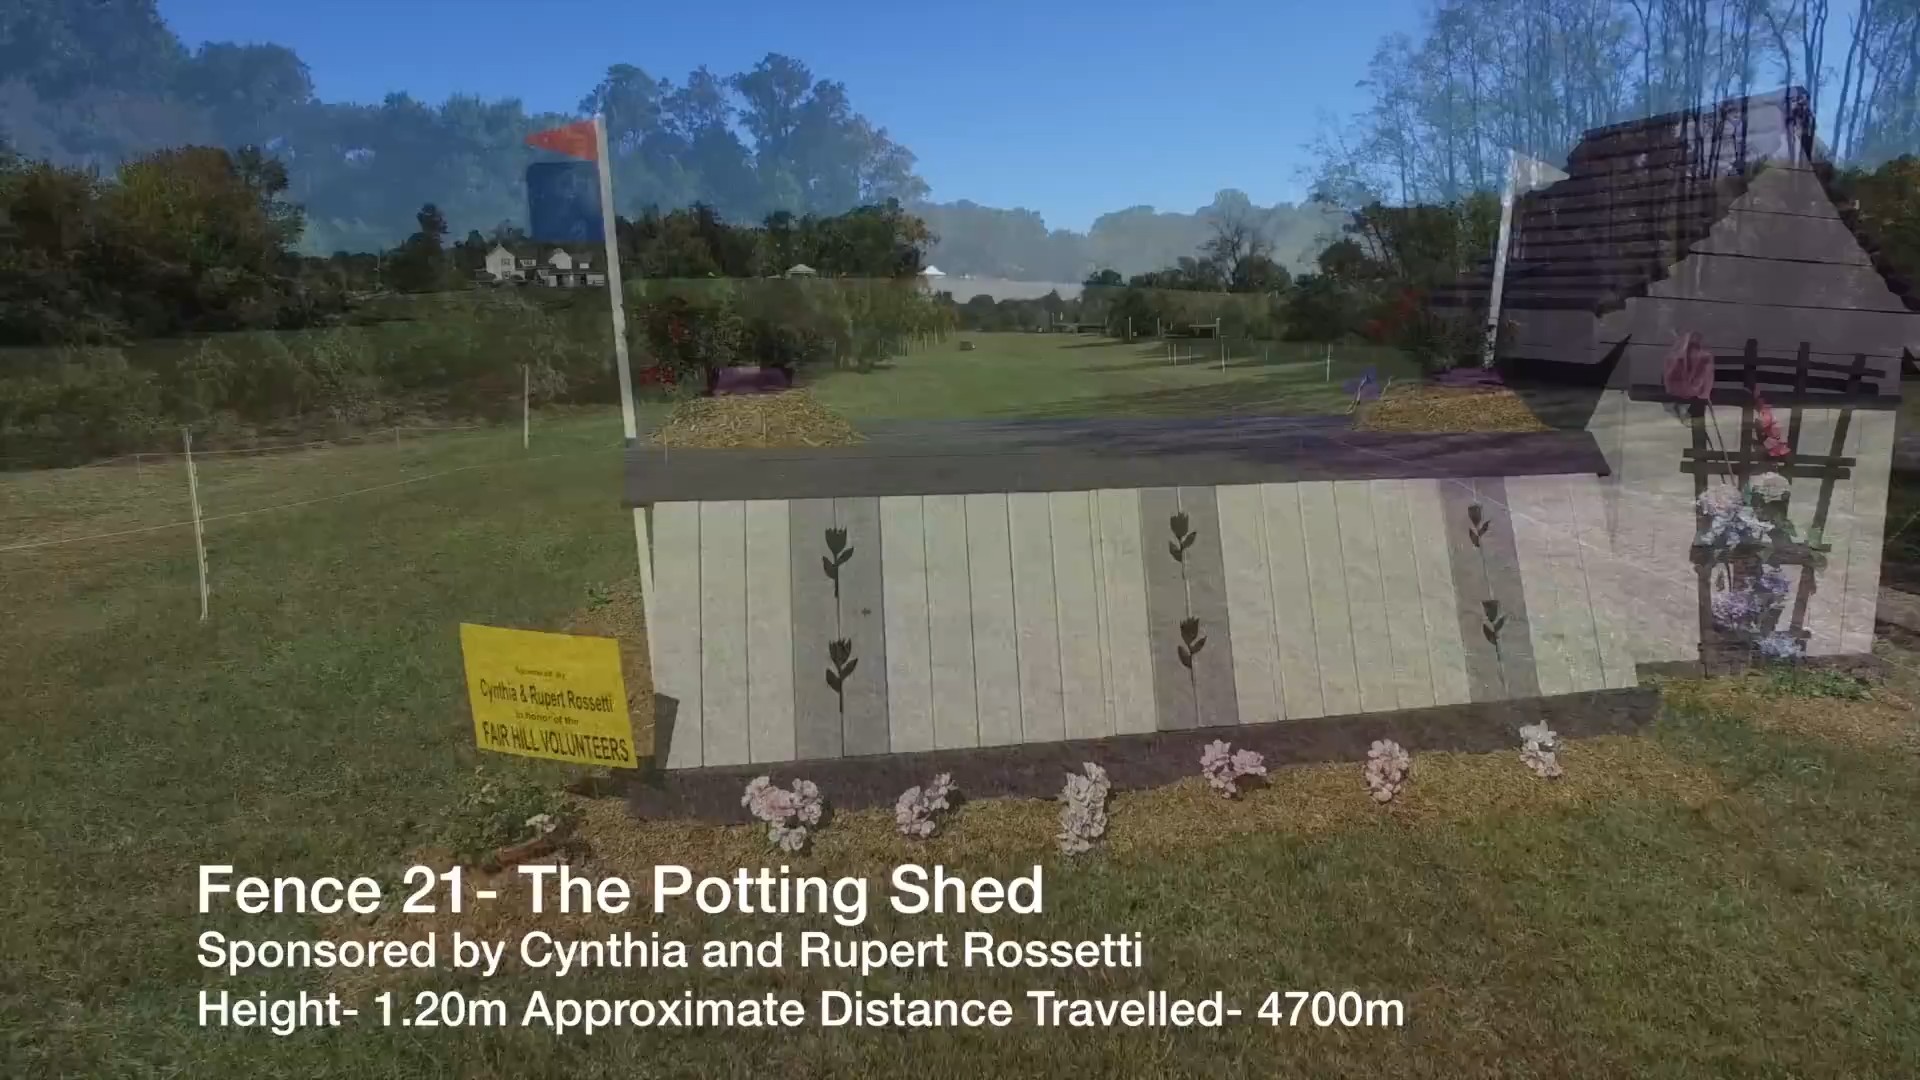 Sponsored By
Cynthia & Rupert Rossetti
in honor of the
FAIR HILL VOLUNTEERS
Fence 21- The Potting Shed
Sponsored by Cynthia and Rupert Rossetti
Height- 1.20m Approximate Distance Travelled- 4700m